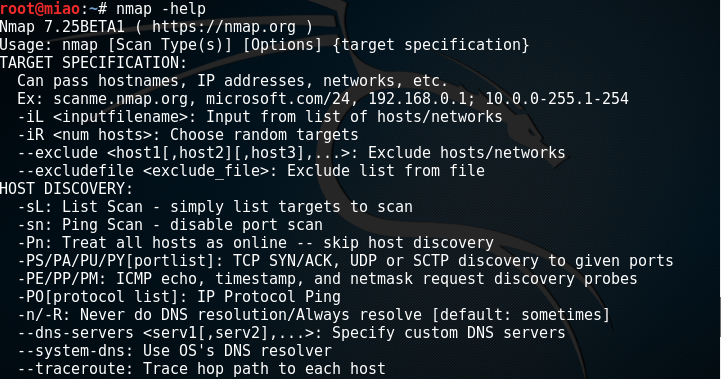 root@miao:~# nmap -help
Nmap 7.25BETA1 ( https://nmap.org )
Usage: nmap [Scan Type(s)] [Options] {target specification}
TARGET SPECIFICATION:
  Can pass hostnames, IP addresses, networks, etc.
  Ex: scanme.nmap.org, microsoft.com/24, 192.168.0.1; 10.0.0-255.1-254
  -iL <inputfilename>: Input from list of hosts/networks
  -iR <num hosts>: Choose random targets
  --exclude <host1[,host2][,host3],...>: Exclude hosts/networks
  --excludefile <exclude_file>: Exclude list from file
HOST DISCOVERY:
  -sL: List Scan - simply list targets to scan
  -sn: Ping Scan - disable port scan
  -Pn: Treat all hosts as online -- skip host discovery
  -PS/PA/PU/PY[portlist]: TCP SYN/ACK, UDP or SCTP discovery to given ports
  -PE/PP/PM: ICMP echo, timestamp, and netmask request discovery probes
  -PO[protocol list]: IP Protocol Ping
  -n/-R: Never do DNS resolution/Always resolve [default: sometimes]
  --dns-servers <serv1[,serv2],...>: Specify custom DNS servers
  --system-dns: Use OS's DNS resolver
  --traceroute: Trace hop path to each host